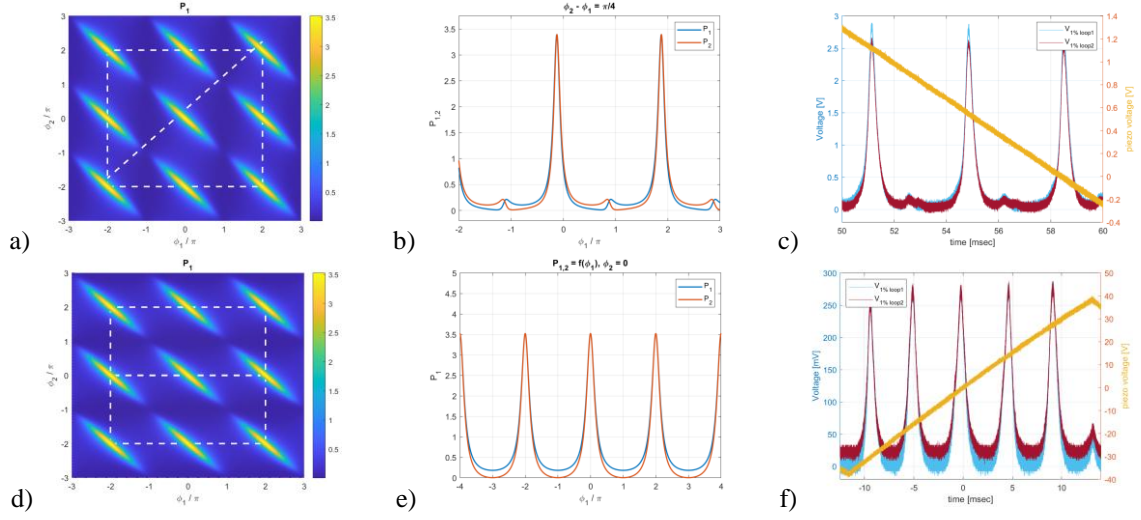 P1
ϕ2 / π
3
2
1
0
-1
-2
-3
-3 -2 -1 0 1 2 3
ϕ1 / π
3.5
3
2.5
2
1.5
1
0.5
a)
ϕ2 - ϕ1 = π/4
P1
P2
P1,2
4
3.5
3
2.5
2
1.5
1
0.5
0
-2 -1 0 1 2 3
ϕ1 / π
b)
V1% loop1
V1% loop2
Voltage [V]
3
2.5
2
1.5
1
0.5
0
50 52 54 56 58 60
time [msec]
piezo voltage [V]
1.4
1.2
1
0.8
0.6
0.4
0.2
0
-0.2
-0.4
c)
P1
ϕ2 / π
3
2
1
0
-1
-2
-3
-3 -2 -1 0 1 2 3
ϕ1 / π
3.5
3
2.5
2
1.5
1
0.5
d)
P1,2 = f(ϕ1), ϕ2 = 0
P1
P2
P1
5
4.5
4
3.5
3
2.5
2
1.5
1
0.5
0
-4 -3 -2 -1 0 1 2 3 4
ϕ1 / π
e)
V1% loop1
V1% loop2
Voltage [mV]
300
250
200
150
100
50
0
-10 -5 0 5 10
time [msec]
piezo voltage [V]
50
40
30
20
10
0
-10
-20
-30
-40
f)